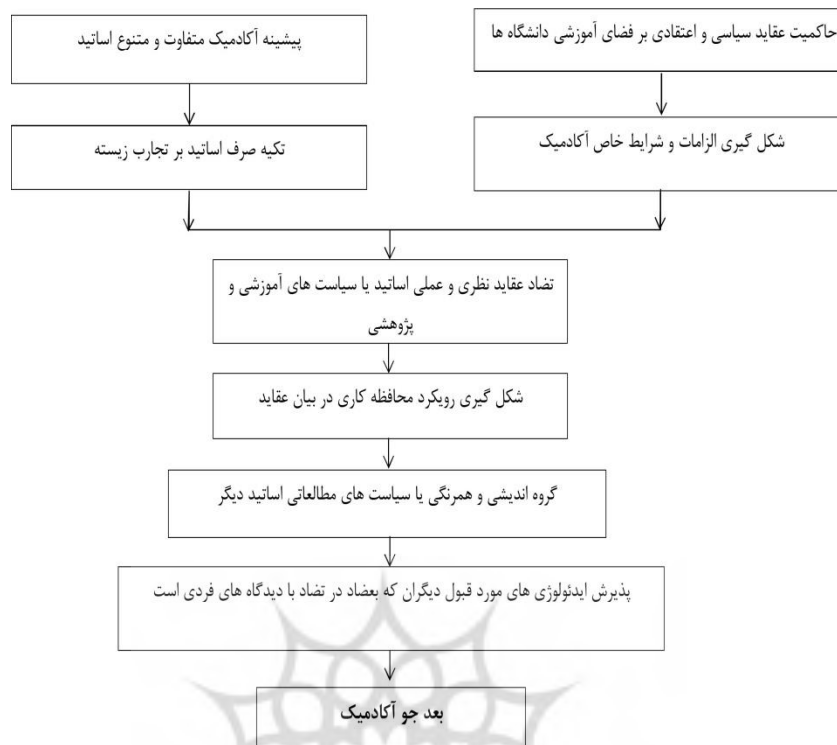 حاکمیت عقاید سیاسی و اعتقادی بر فضای آموزشی دانشگاه ها
پیشینه آکادمیک متفاوت و متنوع اساتید
شکل گیری الزامات و شرایط خاص آکادمیک
تکیه صرف اساتید بر تجارب زیسته
تضاد عقاید نظری و عملی اساتید یا سیاست های آموزشی و
پژوهشی
شکل گیری رویکرد محافظه کاری در بیان عقاید
گروه اندیشی و همرنگی یا سیاست های مطالعاتی اساتید دیگر
پذیرش ایدئولوژی های مورد قبول دیگران که بعضاد در تضاد با دیدگاه های فردی است
بعد جو آکادمیک